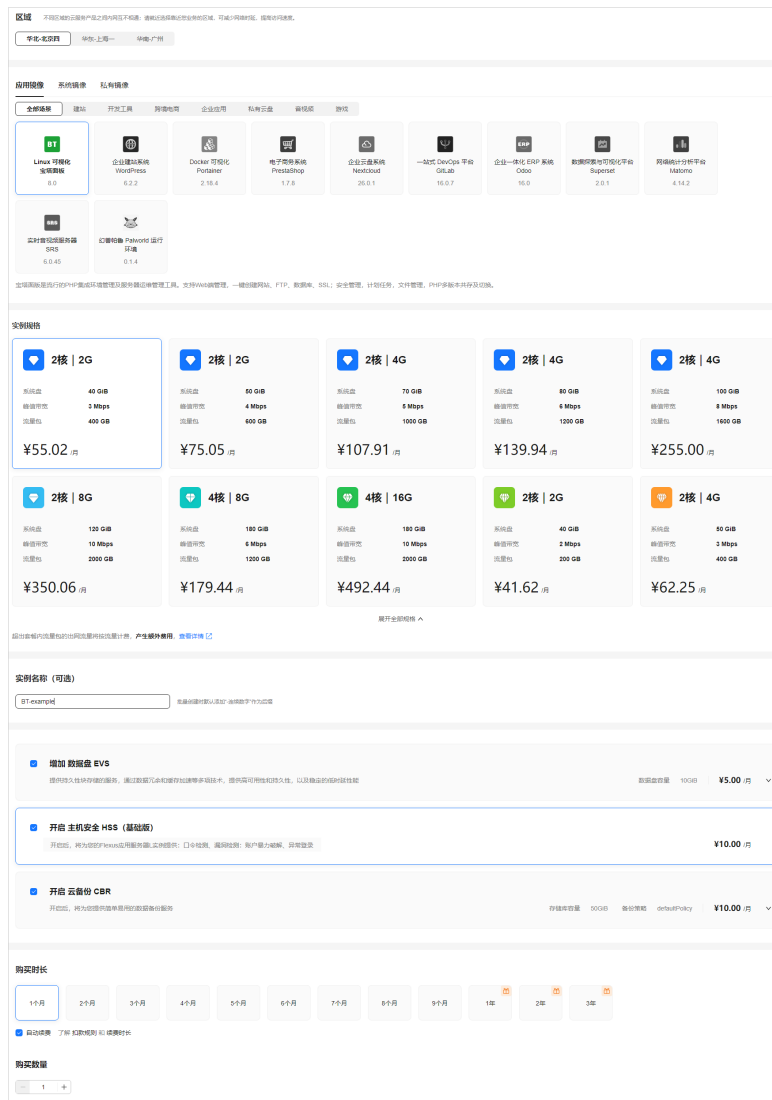 区域 不同区域的云服务产品之间内网互不相通；请就近选择靠近您业务的区域，可减少网络时延，提高访问速度。
华北-北京四 华东-上海一 华南-广州
应用镜像 系统镜像 私有镜像
全部场景 建站 开发工具 跨境电商 企业应用 私有云盘 音视频 游戏
BT
Linux 可视化
宝塔面板
8.0
企业建站系统
WordPress
6.2.2
Docker 可视化
Portainer
2.18.4
电子商务系统
PrestaShop
1.7.8
企业云盘系统
Nextcloud
26.0.1
一站式 DevOps 平台
GitLab
16.0.7
ERP
企业一体化 ERP 系统
Odoo
16.0
数据探索与可视化平台
Superset
2.0.1
网络统计分析平台
Matomo
4.14.2
SRS
实时音视频服务器
SRS
6.0.45
幻兽帕鲁 Palworld 运行
环境
0.1.4
宝塔面版是流行的PHP集成环境管理及服务器运维管理工具。支持Web端管理，一键创建网站、FTP、数据库、SSL；安全管理，计划任务，文件管理，PHP多版本共存及切换。
实例规格
2核 | 2G
系统盘 40 GiB
峰值带宽 3 Mbps
流量包 400 GB
¥55.02 /月
2核 | 2G
系统盘 50 GiB
峰值带宽 4 Mbps
流量包 600 GB
¥75.05 /月
2核 | 4G
系统盘 70 GiB
峰值带宽 5 Mbps
流量包 1000 GB
¥107.91 /月
2核 | 4G
系统盘 80 GiB
峰值带宽 6 Mbps
流量包 1200 GB
¥139.94 /月
2核 | 4G
系统盘 100 GiB
峰值带宽 8 Mbps
流量包 1600 GB
¥255.00 /月
2核 | 8G
系统盘 120 GiB
峰值带宽 10 Mbps
流量包 2000 GB
¥350.06 /月
4核 | 8G
系统盘 180 GiB
峰值带宽 6 Mbps
流量包 1200 GB
¥179.44 /月
4核 | 16G
系统盘 180 GiB
峰值带宽 10 Mbps
流量包 2000 GB
¥492.44 /月
2核 | 2G
系统盘 40 GiB
峰值带宽 2 Mbps
流量包 200 GB
¥41.62 /月
2核 | 4G
系统盘 50 GiB
峰值带宽 3 Mbps
流量包 400 GB
¥62.25 /月
展开全部规格
超出套餐内流量包的出网流量将按流量计费，产生额外费用，查看详情
实例名称（可选）
BT-example 批量创建时默认添加“-连续数字”作为后缀
增加 数据盘 EVS
提供持久性块存储的服务，通过数据冗余和缓存加速等多项技术，提供高可用性和持久性，以及稳定的低时延性能 数据盘容量 10GiB ¥5.00 /月
开启 主机安全 HSS（基础版）
开启后，将为您的Flexus应用服务器L实例提供：口令检测、漏洞检测；账户暴力破解、异常登录 ¥10.00 /月
开启 云备份 CBR
开启后，将为您提供简单易用的数据备份服务 存储库容量 50GiB 备份策略 defaultPolicy ¥10.00 /月
购买时长
1个月 2个月 3个月 4个月 5个月 6个月 7个月 8个月 9个月 1年 2年 3年
自动续费 了解 扣款规则 和 续费时长
购买数量
− 1 +